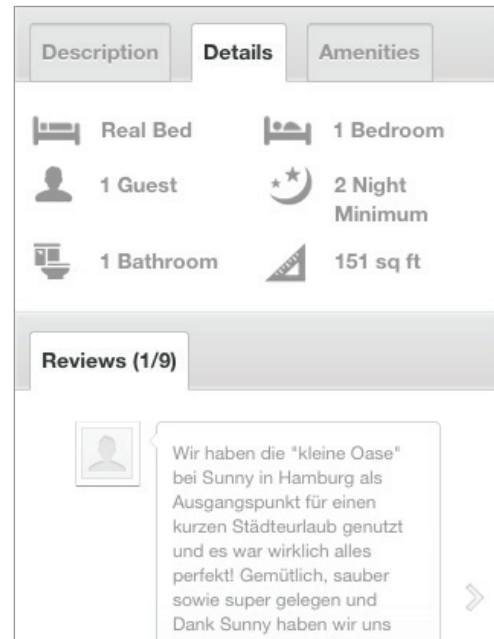 Description Details Amenities
Real Bed 1 Bedroom
1 Guest 2 Night
Minimum
1 Bathroom 151 sq ft
Reviews (1/9)
Wir haben die "kleine Oase"
bei Sunny in Hamburg als
Ausgangspunkt für einen
kurzen Städteurlaub genutzt
und es war wirklich alles
perfekt! Gemütlich, sauber
sowie super gelegen und
Dank Sunny haben wir uns